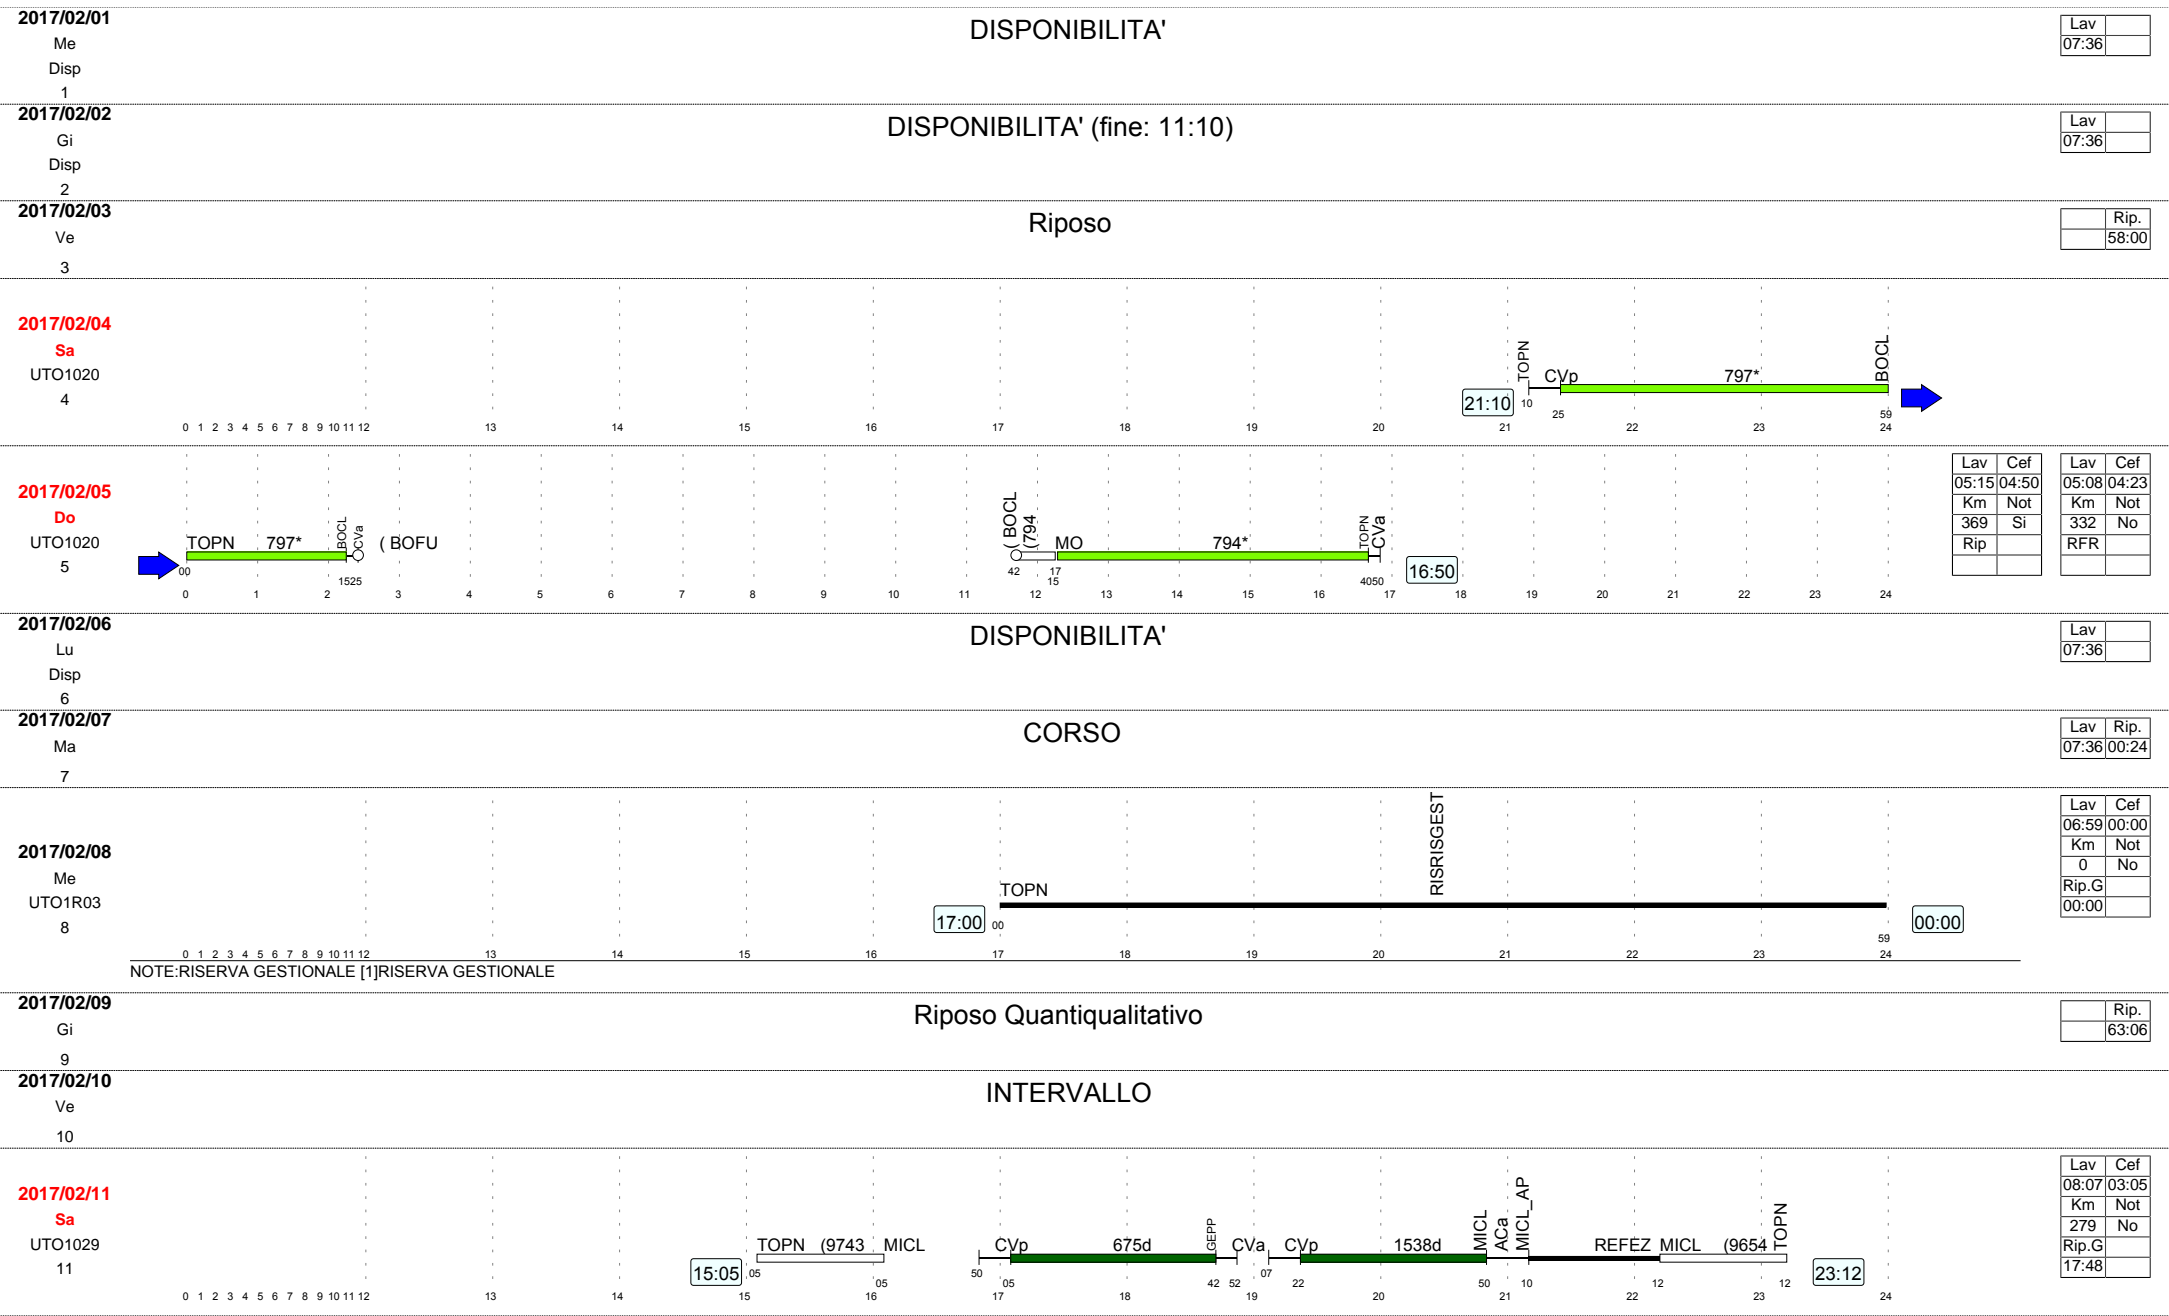 2017/02/01
Me
Disp
1
DISPONIBILITA'
Lav
07:36
2017/02/02
Gi
Disp
2
DISPONIBILITA' (fine: 11:10)
Lav
07:36
2017/02/03
Ve
3
Riposo
Rip.
58:00
2017/02/04
Sa
UTO1020
4
21:10
TOPN
CVp
797*
BOCL
10
25
59
0 1 2 3 4 5 6 7 8 9 10 11 12 13 14 15 16 17 18 19 20 21 22 23 24
2017/02/05
Do
UTO1020
5
TOPN 797*
BOCL
CVa
( BOFU
( BOCL
(794
MO
794*
TOPN
CVa
00
1525
42
17
15
4050
16:50
0 1 2 3 4 5 6 7 8 9 10 11 12 13 14 15 16 17 18 19 20 21 22 23 24
Lav Cef
05:15 04:50
Km Not
369 Si
Rip
Lav Cef
05:08 04:23
Km Not
332 No
RFR
2017/02/06
Lu
Disp
6
DISPONIBILITA'
Lav
07:36
2017/02/07
Ma
7
CORSO
Lav Rip.
07:36 00:24
2017/02/08
Me
UTO1R03
8
17:00
TOPN
RISRISGEST
00
59
00:00
0 1 2 3 4 5 6 7 8 9 10 11 12 13 14 15 16 17 18 19 20 21 22 23 24
NOTE:RISERVA GESTIONALE [1]RISERVA GESTIONALE
Lav Cef
06:59 00:00
Km Not
0 No
Rip.G
00:00
2017/02/09
Gi
9
Riposo Quantiqualitativo
Rip.
63:06
2017/02/10
Ve
10
INTERVALLO
2017/02/11
Sa
UTO1029
11
15:05
TOPN (9743 MICL
CVp
675d
GEPP
CVa
CVp
1538d
MICL
ACa
MICL_AP
REFEZ MICL (9654
TOPN
05
05
50
05
42
52
07
22
50
10
12
12
23:12
0 1 2 3 4 5 6 7 8 9 10 11 12 13 14 15 16 17 18 19 20 21 22 23 24
Lav Cef
08:07 03:05
Km Not
279 No
Rip.G
17:48